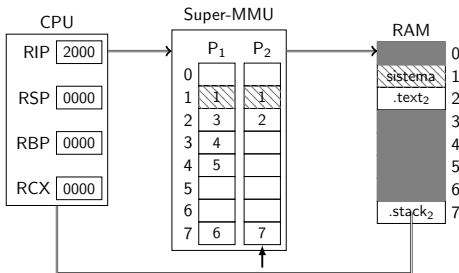 CPU
RIP 2000
RSP 0000
RBP 0000
RCX 0000
Super-MMU
P1 P2
0
1 1 1
2 3 2
3 4
4 5
5
6
7 6 7
RAM
0
sistema 1
.text2 2
3
4
5
6
.stack2 7